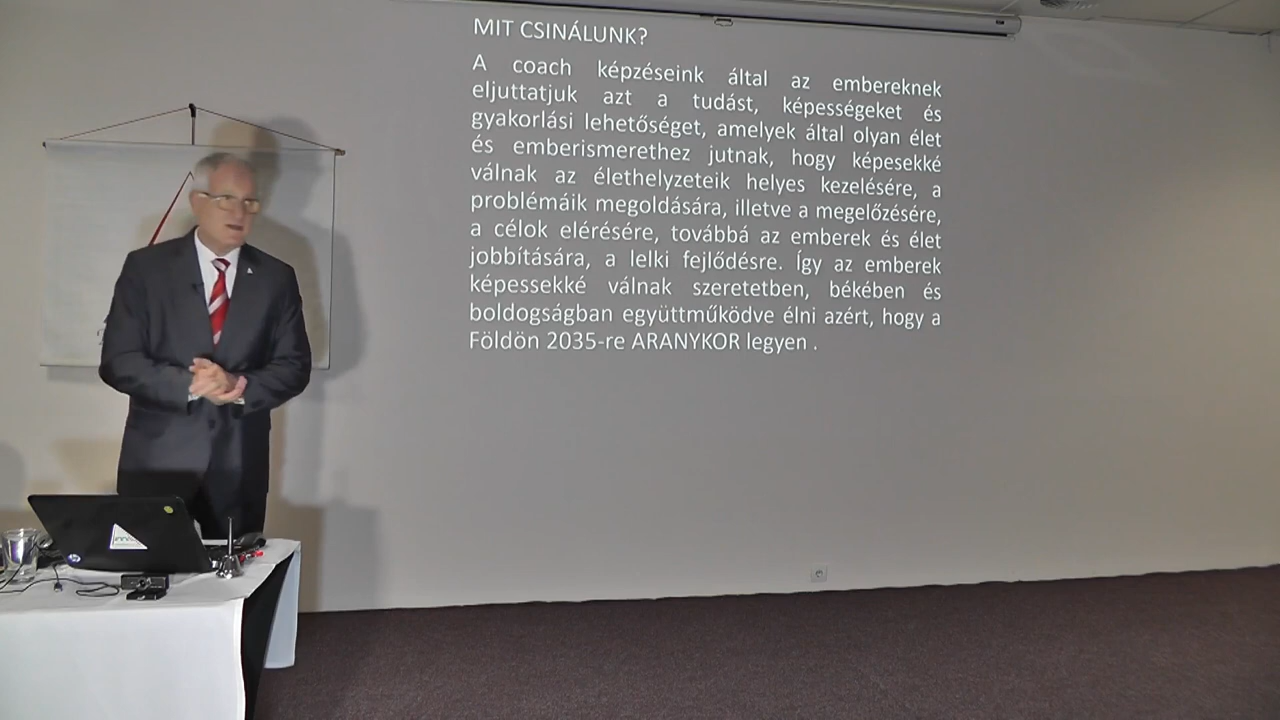 MIT CSINÁLUNK?
A coach képzéseink által az embereknek
eljuttatjuk azt a tudást, képességeket és
gyakorlási lehetőséget, amelyek által olyan élet
és emberismerethez jutnak, hogy képesekké
válnak az élethelyzeteik helyes kezelésére, a
problémáik megoldására, illetve a megelőzésére,
a célok elérésére, továbbá az emberek és élet
jobbítására, a lelki fejlődésre. Így az emberek
képessekké válnak szeretetben, békében és
boldogságban együttműködve élni azért, hogy a
Földön 2035-re ARANYKOR legyen .
hp